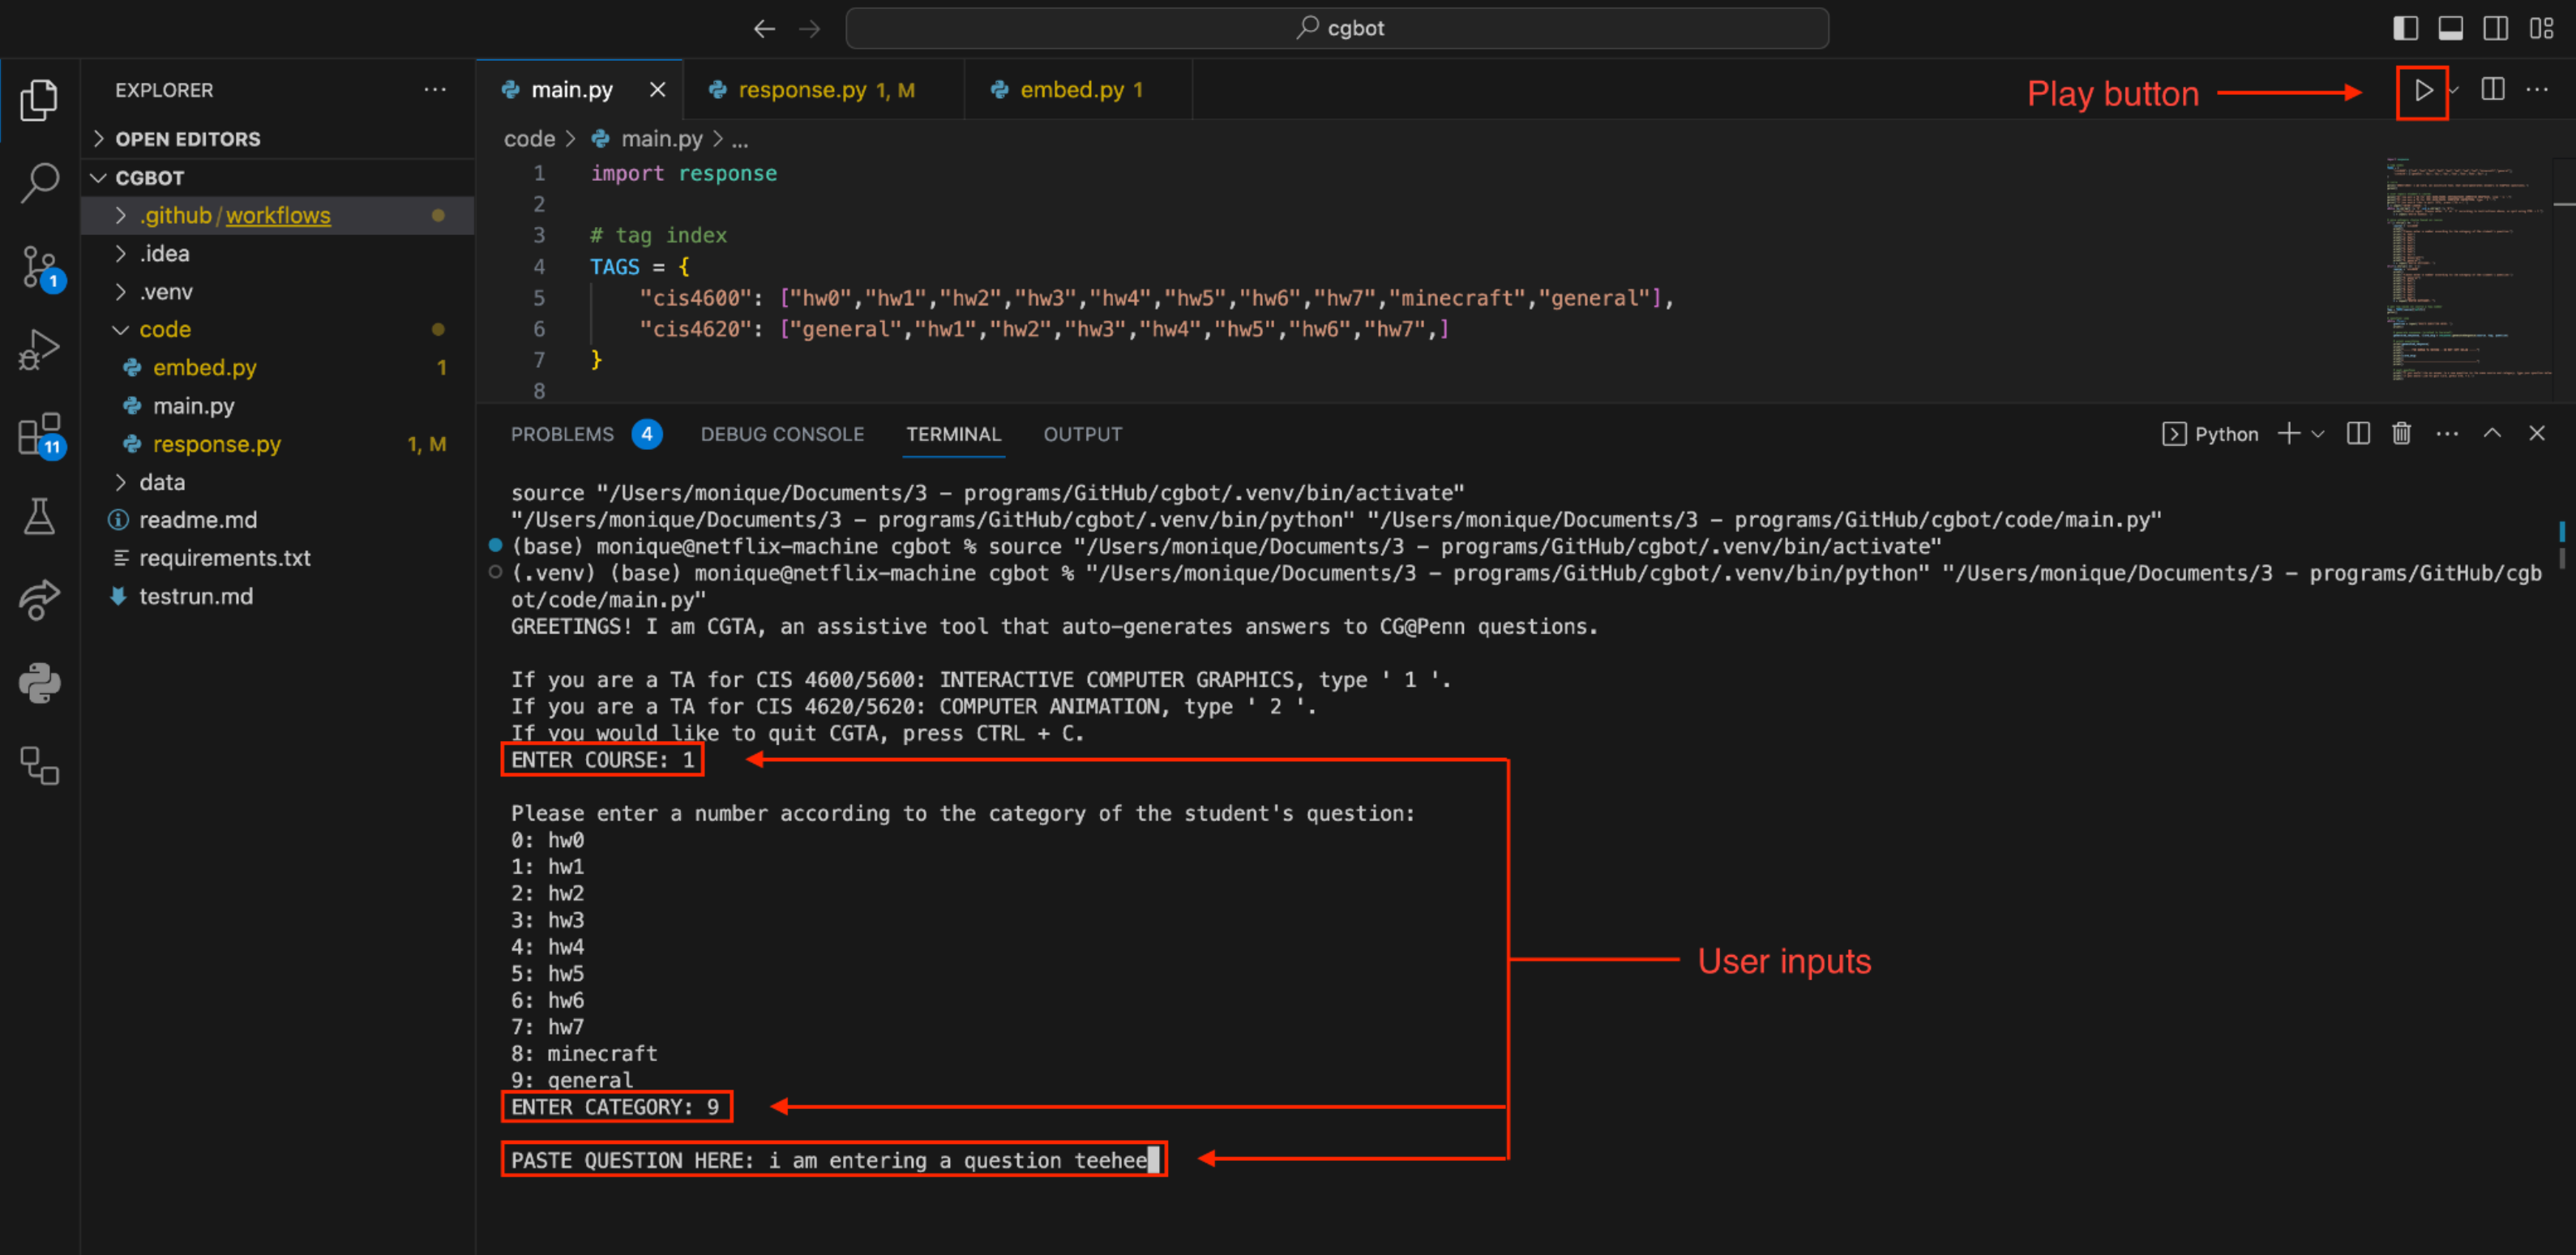 cgbot
EXPLORER
OPEN EDITORS
CGBOT
.github/workflows
.idea
.venv
code
embed.py 1
main.py
response.py 1, M
data
readme.md
requirements.txt
testrun.md
1
11
main.py
response.py 1, M
embed.py 1
Play button
code > main.py > ...
1 import response
2
3 # tag index
4 TAGS = {
5 "cis4600": ["hw0","hw1","hw2","hw3","hw4","hw5","hw6","hw7","minecraft","general"],
6 "cis4620": ["general","hw1","hw2","hw3","hw4","hw5","hw6","hw7",]
7 }
8
PROBLEMS 4 DEBUG CONSOLE TERMINAL OUTPUT
Python
source "/Users/monique/Documents/3 - programs/GitHub/cgbot/.venv/bin/activate"
"/Users/monique/Documents/3 - programs/GitHub/cgbot/.venv/bin/python" "/Users/monique/Documents/3 - programs/GitHub/cgbot/code/main.py"
(base) monique@netflix-machine cgbot % source "/Users/monique/Documents/3 - programs/GitHub/cgbot/.venv/bin/activate"
(.venv) (base) monique@netflix-machine cgbot % "/Users/monique/Documents/3 - programs/GitHub/cgbot/.venv/bin/python" "/Users/monique/Documents/3 - programs/GitHub/cgb
ot/code/main.py"
GREETINGS! I am CGTA, an assistive tool that auto-generates answers to CG@Penn questions.
If you are a TA for CIS 4600/5600: INTERACTIVE COMPUTER GRAPHICS, type ' 1 '.
If you are a TA for CIS 4620/5620: COMPUTER ANIMATION, type ' 2 '.
If you would like to quit CGTA, press CTRL + C.
ENTER COURSE: 1
Please enter a number according to the category of the student's question:
0: hw0
1: hw1
2: hw2
3: hw3
4: hw4
5: hw5
6: hw6
7: hw7
8: minecraft
9: general
ENTER CATEGORY: 9
PASTE QUESTION HERE: i am entering a question teehee
User inputs